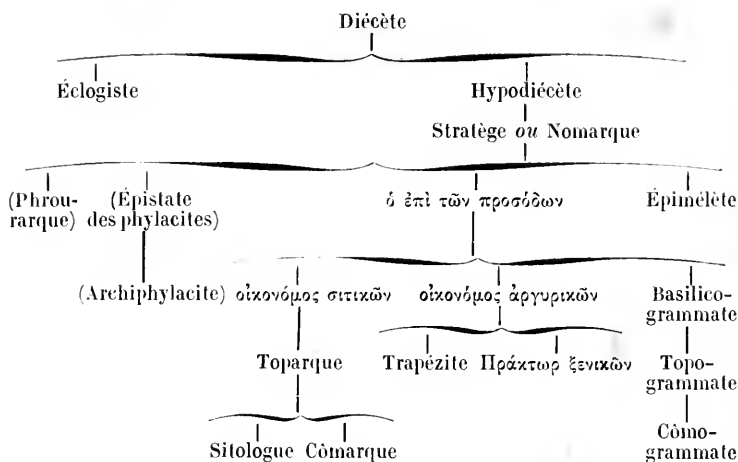 Diécète
Éclogiste Hypodiécète
Stratège ou Nomarque
(Phrou- (Épistate ὁ ἐπὶ τῶν προσόδων Épimélète
rarque) des phylacites)
(Archiphylacite) οἰκονόμος σιτικῶν οἰκονόμος ἀργυρικῶν Basilico-
grammate
Toparque Trapézite Πράκτωρ ξενικῶν Topo-
grammate
Sitologue Cômarque Cômo-
grammate